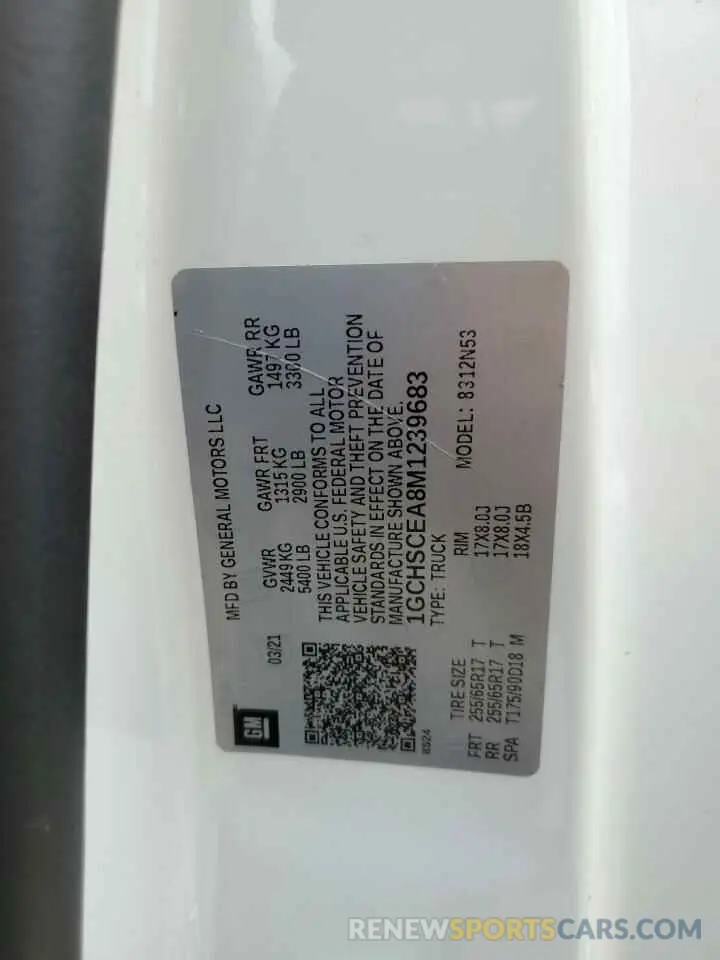 MFD BY GENERAL MOTORS LLC
03/21
GVWR GAWR FRT GAWR RR
2449 KG 1315 KG 1497 KG
5400 LB 2900 LB 3300 LB
THIS VEHICLE CONFORMS TO ALL
APPLICABLE U.S. FEDERAL MOTOR
VEHICLE SAFETY AND THEFT PREVENTION
STANDARDS IN EFFECT ON THE DATE OF
MANUFACTURE SHOWN ABOVE.
1GCHSCEA8M1239683
TYPE: TRUCK MODEL: 8312N53
8524
TIRE SIZE RIM
FRT 255/65R17 T 17X8.0J
RR 255/65R17 T 17X8.0J
SPA T175/90D18 M 18X4.5B
GM
RENEWSPORTSCARS.COM